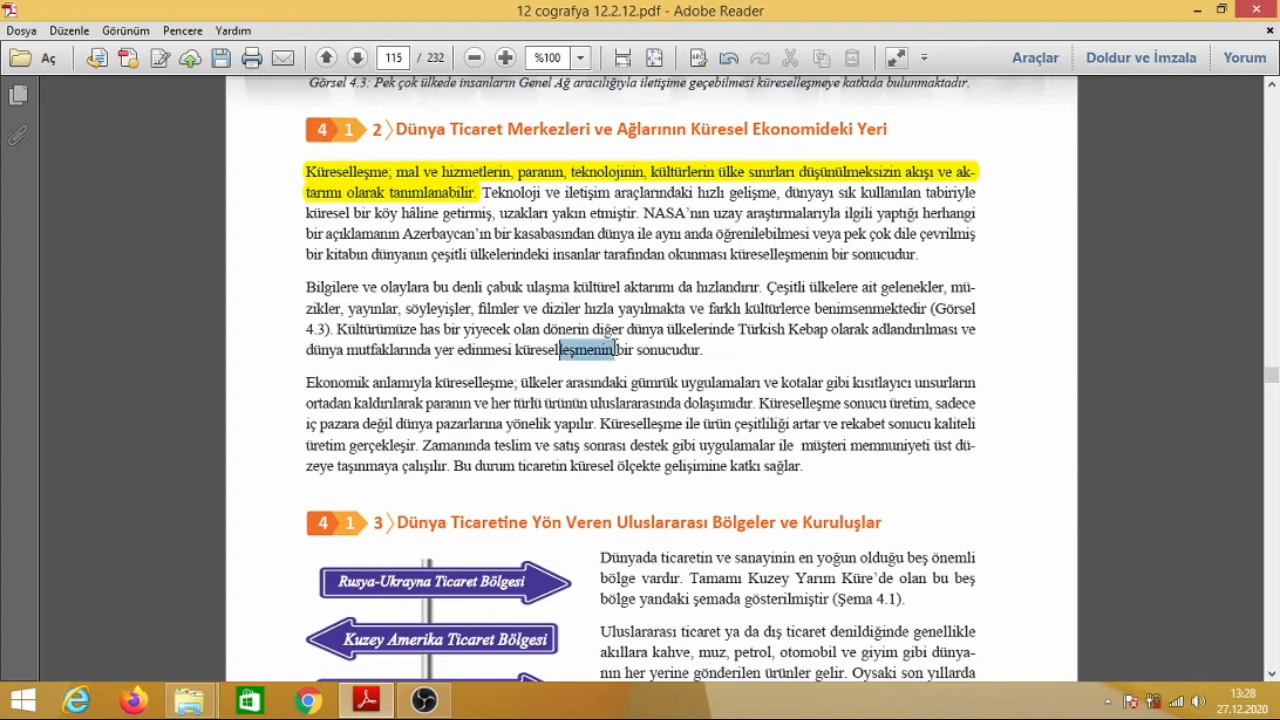 12 cografya 12.2.12.pdf - Adobe Reader
Dosya Düzenle Görünüm Pencere Yardım
Aç 115 / 232 %100 Araçlar Doldur ve İmzala Yorum
Görsel 4.3: Pek çok ülkede insanların Genel Ağ aracılığıyla iletişime geçebilmesi küreselleşmeye katkıda bulunmaktadır.
4 1 2 Dünya Ticaret Merkezleri ve Ağlarının Küresel Ekonomideki Yeri
Küreselleşme; mal ve hizmetlerin, paranın, teknolojinin, kültürlerin ülke sınırları düşünülmeksizin akışı ve ak-
tarımı olarak tanımlanabilir. Teknoloji ve iletişim araçlarındaki hızlı gelişme, dünyayı sık kullanılan tabiriyle
küresel bir köy hâline getirmiş, uzakları yakın etmiştir. NASA'nın uzay araştırmalarıyla ilgili yaptığı herhangi
bir açıklamanın Azerbaycan'ın bir kasabasından dünya ile aynı anda öğrenilebilmesi veya pek çok dile çevrilmiş
bir kitabın dünyanın çeşitli ülkelerindeki insanlar tarafından okunması küreselleşmenin bir sonucudur.
Bilgilere ve olaylara bu denli çabuk ulaşma kültürel aktarımı da hızlandırır. Çeşitli ülkelere ait gelenekler, mü-
zikler, yayınlar, söyleyişler, filmler ve diziler hızla yayılmakta ve farklı kültürlerce benimsenmektedir (Görsel
4.3). Kültürümüze has bir yiyecek olan dönerin diğer dünya ülkelerinde Türkish Kebap olarak adlandırılması ve
dünya mutfaklarında yer edinmesi küreselleşmenin bir sonucudur.
Ekonomik anlamıyla küreselleşme; ülkeler arasındaki gümrük uygulamaları ve kotalar gibi kısıtlayıcı unsurların
ortadan kaldırılarak paranın ve her türlü ürünün uluslararasında dolaşımıdır. Küreselleşme sonucu üretim, sadece
iç pazara değil dünya pazarlarına yönelik yapılır. Küreselleşme ile ürün çeşitliliği artar ve rekabet sonucu kaliteli
üretim gerçekleşir. Zamanında teslim ve satış sonrası destek gibi uygulamalar ile müşteri memnuniyeti üst dü-
zeye taşınmaya çalışılır. Bu durum ticaretin küresel ölçekte gelişimine katkı sağlar.
4 1 3 Dünya Ticaretine Yön Veren Uluslararası Bölgeler ve Kuruluşlar
Rusya-Ukrayna Ticaret Bölgesi
Kuzey Amerika Ticaret Bölgesi
Dünyada ticaretin ve sanayinin en yoğun olduğu beş önemli
bölge vardır. Tamamı Kuzey Yarım Küre'de olan bu beş
bölge yandaki şemada gösterilmiştir (Şema 4.1).
Uluslararası ticaret ya da dış ticaret denildiğinde genellikle
akıllara kahve, muz, petrol, otomobil ve giyim gibi dünya-
nın her yerine gönderilen ürünler gelir. Oysaki son yıllarda
13:28
27.12.2020